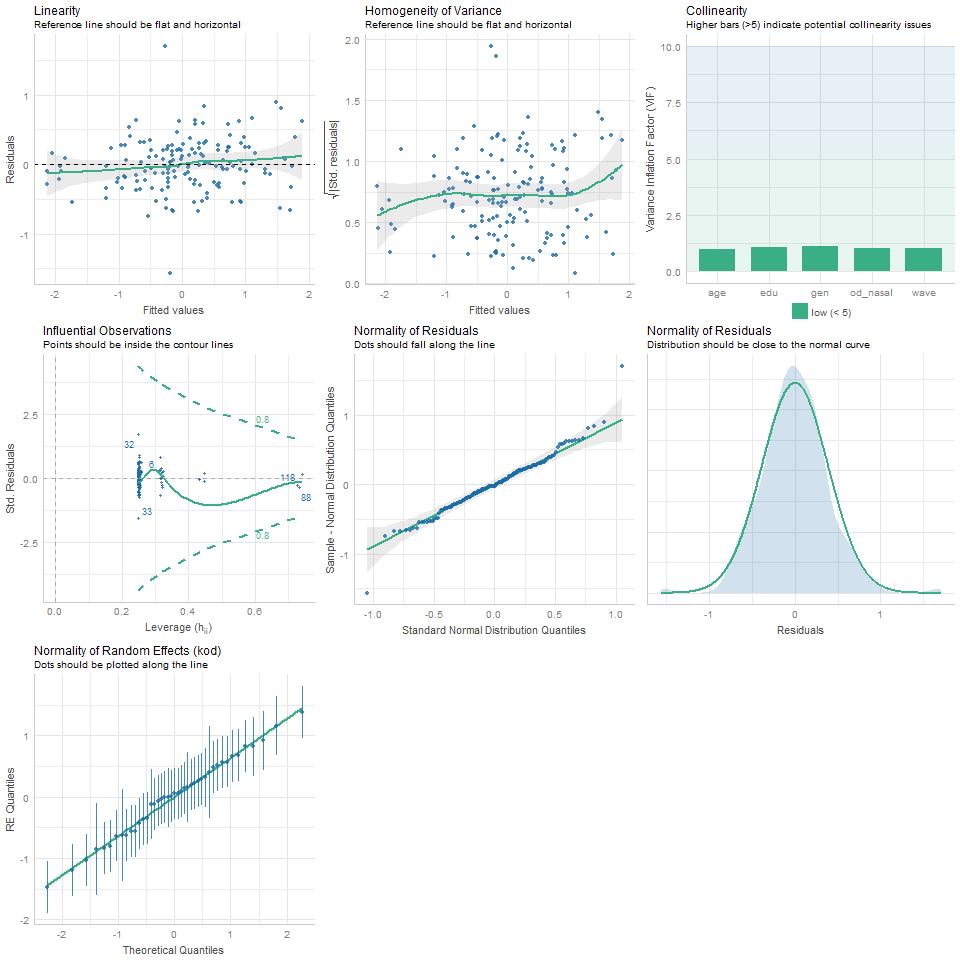 Linearity
Reference line should be flat and horizontal
Residuals
1
0
-1
-2
-1
0
1
2
Fitted values
Homogeneity of Variance
Reference line should be flat and horizontal
√|Std. residuals|
2.0
1.5
1.0
0.5
0.0
-2
-1
0
1
2
Fitted values
Collinearity
Higher bars (>5) indicate potential collinearity issues
Variance Inflation Factor (VIF)
10.0
7.5
5.0
2.5
0.0
age
edu
gen
od_nasal
wave
low (< 5)
Influential Observations
Points should be inside the contour lines
Std. Residuals
2.5
0.0
-2.5
0.8
32
6
118
88
33
0.8
0.0
0.2
0.4
0.6
Leverage (hii)
Normality of Residuals
Dots should fall along the line
Sample - Normal Distribution Quantiles
1
0
-1
-1.0
-0.5
0.0
0.5
1.0
Standard Normal Distribution Quantiles
Normality of Residuals
Distribution should be close to the normal curve
-1
0
1
Residuals
Normality of Random Effects (kod)
Dots should be plotted along the line
RE Quantiles
1
0
-1
-2
-2
-1
0
1
2
Theoretical Quantiles